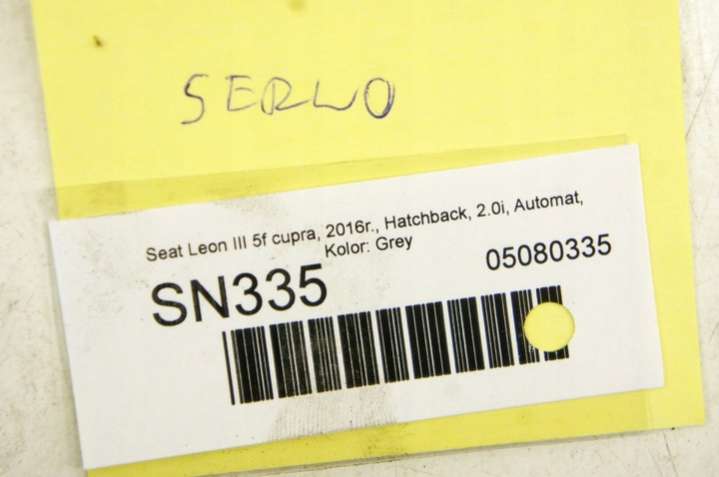 SERWO
Seat Leon III 5f cupra, 2016r., Hatchback, 2.0i, Automat,
Kolor: Grey
SN335
05080335